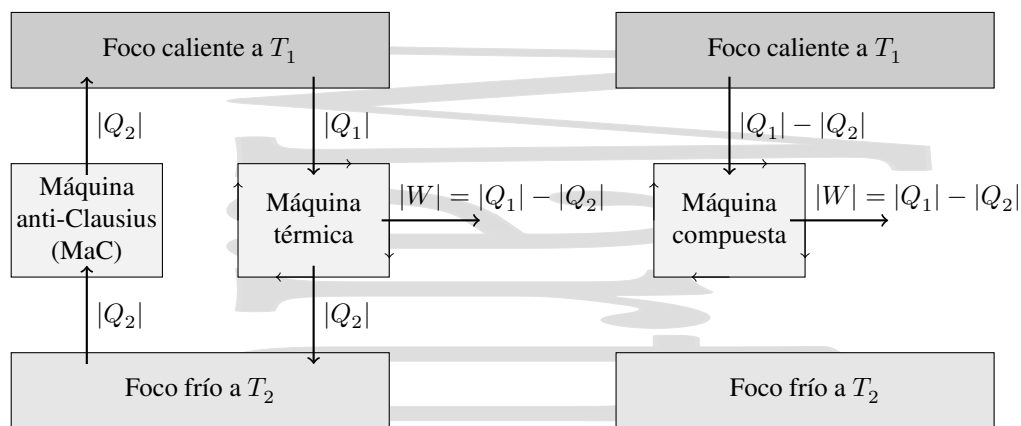 Foco caliente a T₁
Foco caliente a T₁
|Q₂|
|Q₁|
|Q₁| − |Q₂|
Máquina
anti-Clausius
(MaC)
Máquina
térmica
|W| = |Q₁| − |Q₂|
Máquina
compuesta
|W| = |Q₁| − |Q₂|
|Q₂|
|Q₂|
Foco frío a T₂
Foco frío a T₂